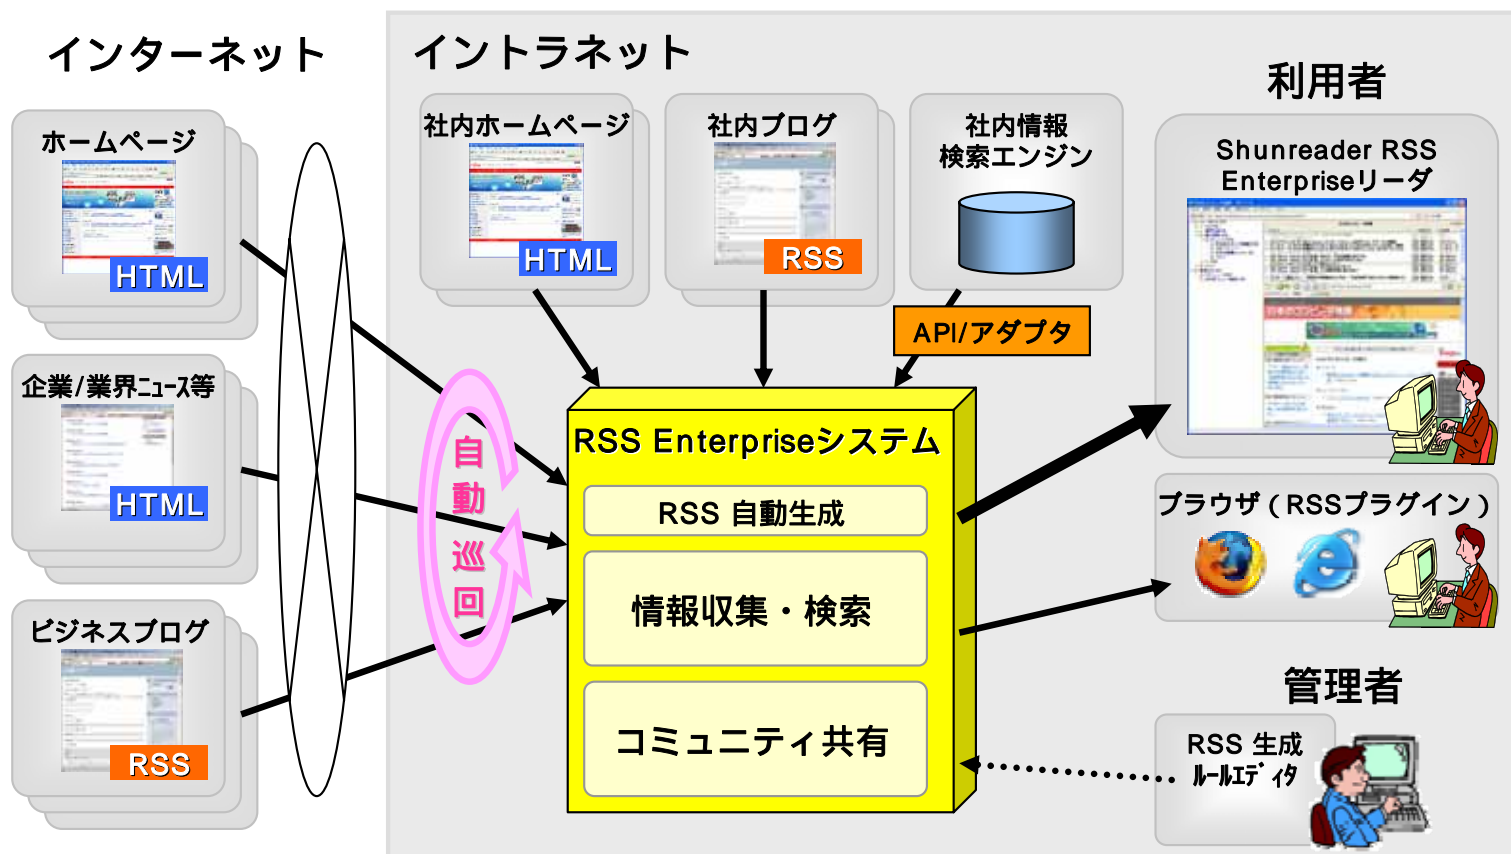 インターネット
イントラネット
利用者
ホームページ
HTML
企業/業界ニュース等
HTML
ビジネスブログ
RSS
社内ホームページ
HTML
社内ブログ
RSS
社内情報
検索エンジン
API/アダプタ
自動巡回
RSS Enterpriseシステム
RSS 自動生成
情報収集・検索
コミュニティ共有
Shunreader RSS
Enterpriseリーダ
ブラウザ(RSSプラグイン)
管理者
RSS 生成
ルールエディタ